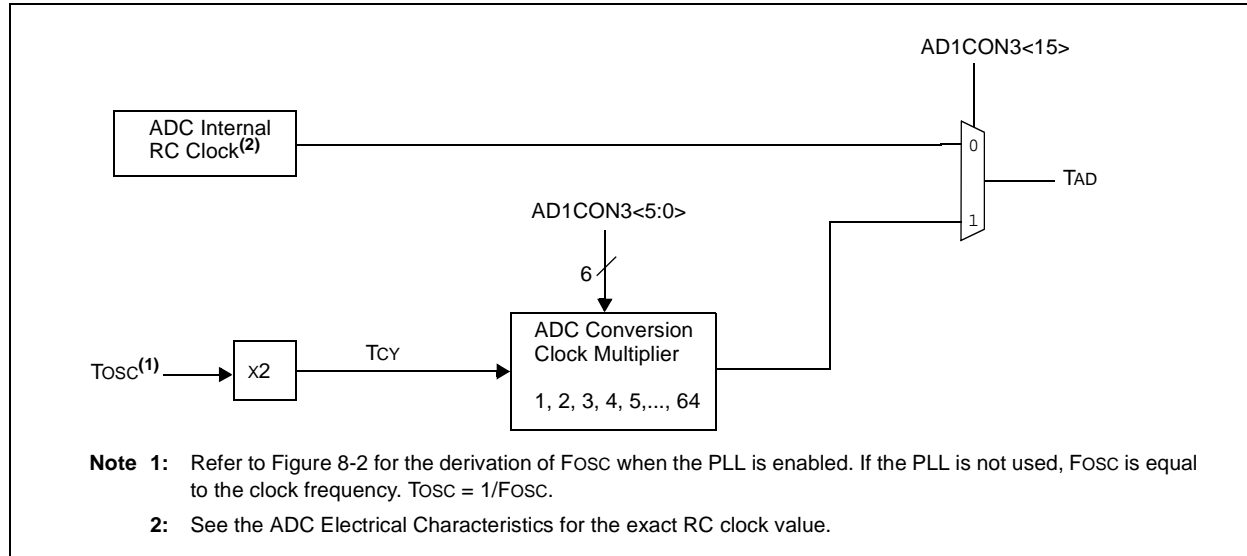 AD1CON3<15>
ADC Internal
RC Clock(2)
0
TAD
AD1CON3<5:0>
1
6
ADC Conversion
Clock Multiplier
TOSC(1)
X2
TCY
1, 2, 3, 4, 5,..., 64
Note 1: Refer to Figure 8-2 for the derivation of FOSC when the PLL is enabled. If the PLL is not used, FOSC is equal
to the clock frequency. TOSC = 1/FOSC.
2: See the ADC Electrical Characteristics for the exact RC clock value.